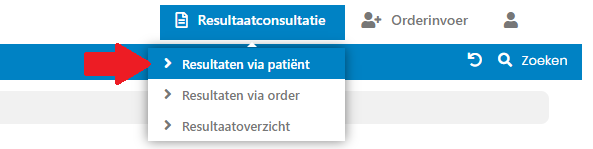 Resultaatconsultatie Orderinvoer
Resultaten via patiënt Zoeken
Resultaten via order
Resultaatoverzicht